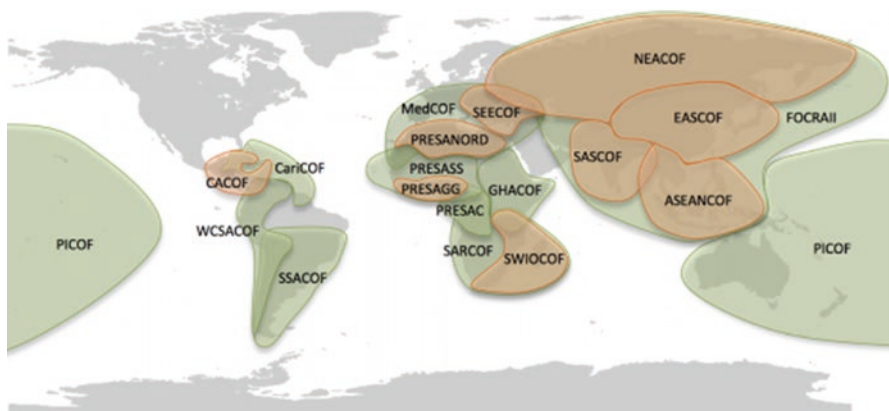 NEACOF
MedCOF
SEECOF
EASCOF
FOCRAII
PRESANORD
SASCOF
CariCOF
PRESASS
CACOF
PRESAGG
GHACOF
ASEANCOF
PRESAC
WCSACOF
PICOF
SARCOF
SWIOCOF
PICOF
SSACOF